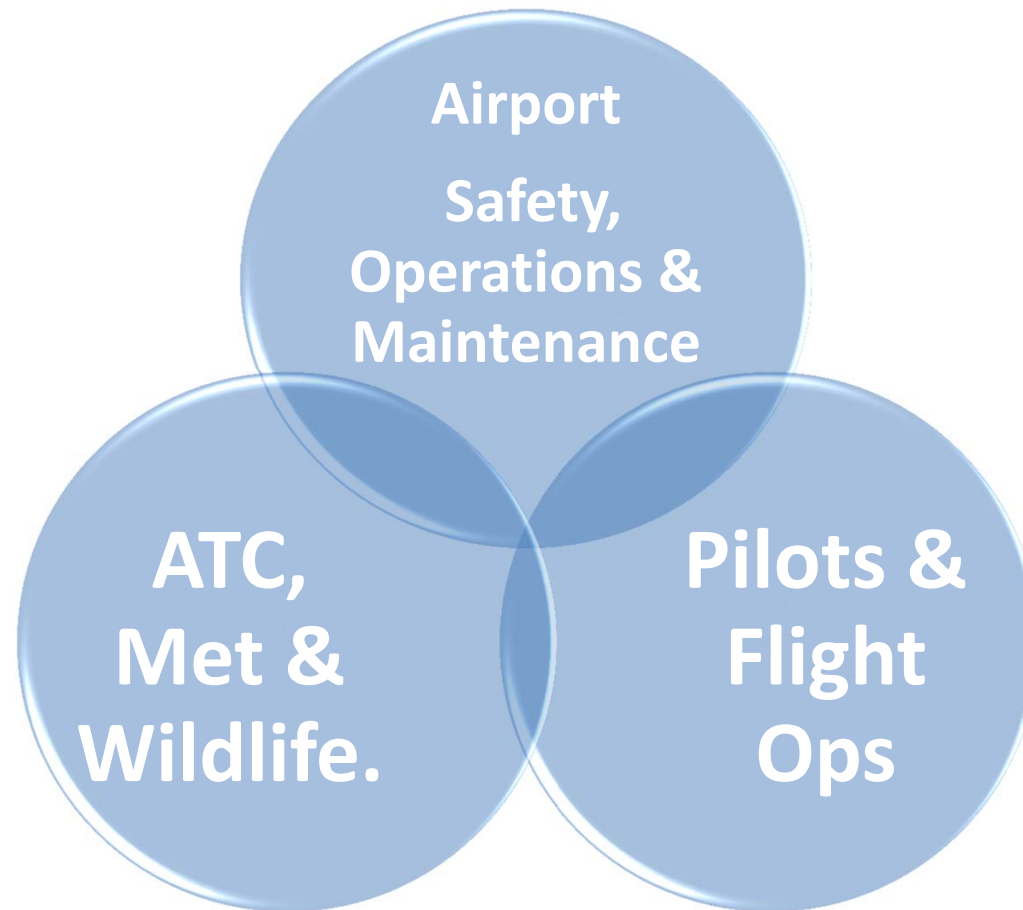 Airport
Safety,
Operations &
Maintenance
ATC,
Met &
Wildlife.
Pilots &
Flight
Ops